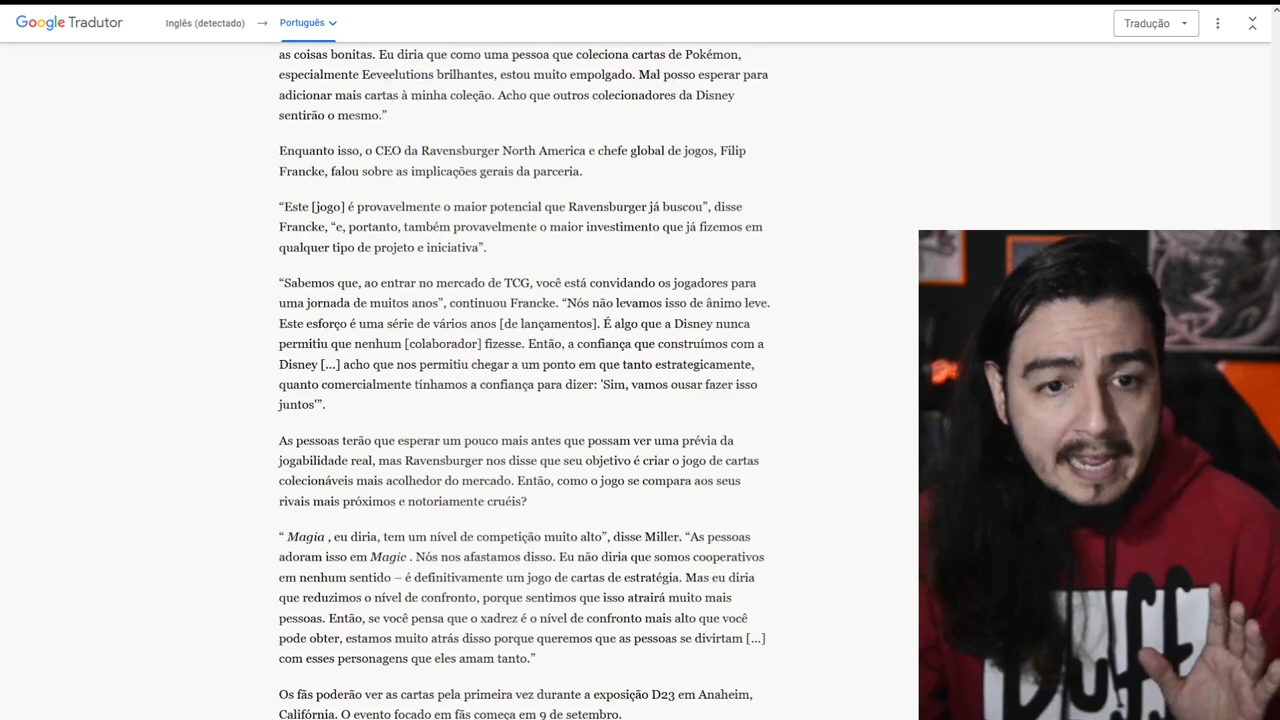 Google Tradutor
Inglês (detectado) → Português
Tradução
as coisas bonitas. Eu diria que como uma pessoa que coleciona cartas de Pokémon,
especialmente Eeveelutions brilhantes, estou muito empolgado. Mal posso esperar para
adicionar mais cartas à minha coleção. Acho que outros colecionadores da Disney
sentirão o mesmo.”
Enquanto isso, o CEO da Ravensburger North America e chefe global de jogos, Filip
Francke, falou sobre as implicações gerais da parceria.
“Este [jogo] é provavelmente o maior potencial que Ravensburger já buscou”, disse
Francke, “e, portanto, também provavelmente o maior investimento que já fizemos em
qualquer tipo de projeto e iniciativa”.
“Sabemos que, ao entrar no mercado de TCG, você está convidando os jogadores para
uma jornada de muitos anos”, continuou Francke. “Nós não levamos isso de ânimo leve.
Este esforço é uma série de vários anos [de lançamentos]. É algo que a Disney nunca
permitiu que nenhum [colaborador] fizesse. Então, a confiança que construímos com a
Disney [...] acho que nos permitiu chegar a um ponto em que tanto estrategicamente,
quanto comercialmente tínhamos a confiança para dizer: 'Sim, vamos ousar fazer isso
juntos'”.
As pessoas terão que esperar um pouco mais antes que possam ver uma prévia da
jogabilidade real, mas Ravensburger nos disse que seu objetivo é criar o jogo de cartas
colecionáveis mais acolhedor do mercado. Então, como o jogo se compara aos seus
rivais mais próximos e notoriamente cruéis?
“ Magia , eu diria, tem um nível de competição muito alto”, disse Miller. “As pessoas
adoram isso em Magic . Nós nos afastamos disso. Eu não diria que somos cooperativos
em nenhum sentido – é definitivamente um jogo de cartas de estratégia. Mas eu diria
que reduzimos o nível de confronto, porque sentimos que isso atrairá muito mais
pessoas. Então, se você pensa que o xadrez é o nível de confronto mais alto que você
pode obter, estamos muito atrás disso porque queremos que as pessoas se divirtam [...]
com esses personagens que eles amam tanto.”
Os fãs poderão ver as cartas pela primeira vez durante a exposição D23 em Anaheim,
Califórnia. O evento focado em fãs começa em 9 de setembro.
Duff